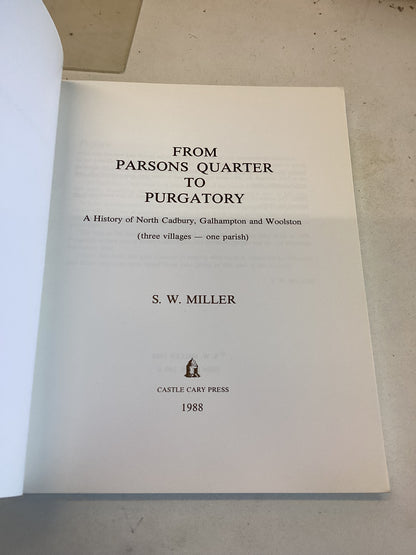 FROM
PARSONS QUARTER
TO
PURGATORY
A History of North Cadbury, Galhampton and Woolston
(three villages — one parish)
S. W. MILLER
CASTLE CARY PRESS
1988